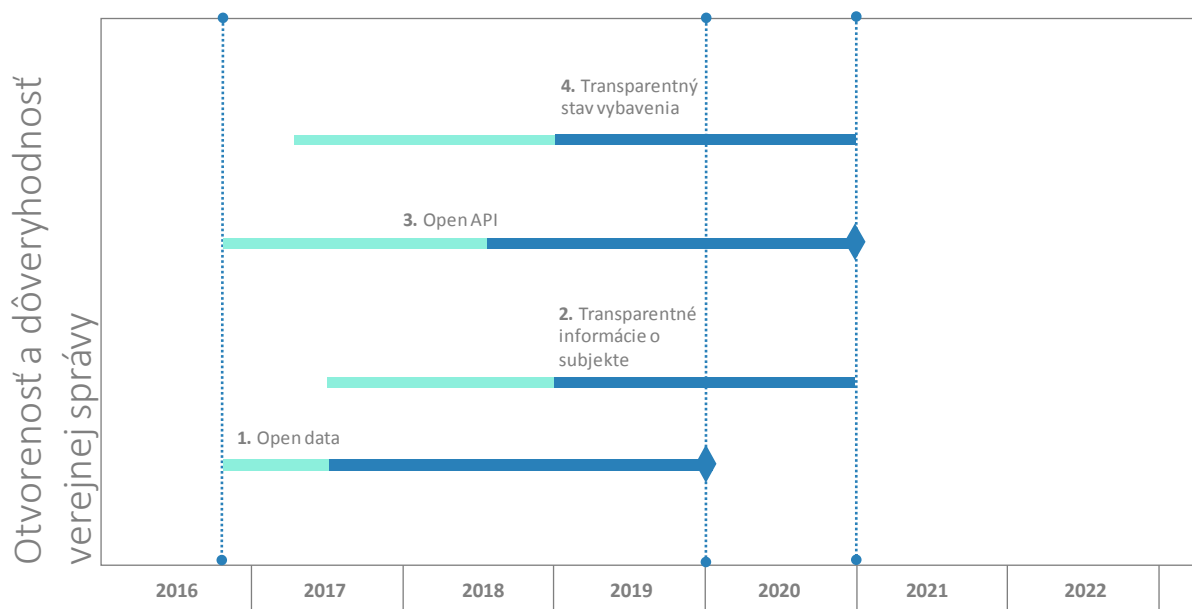 Otvorenosť a dôveryhodnosť
verejnej správy
4. Transparentný
stav vybavenia
3. Open API
2. Transparentné
informácie o
subjekte
1. Open data
2016 2017 2018 2019 2020 2021 2022